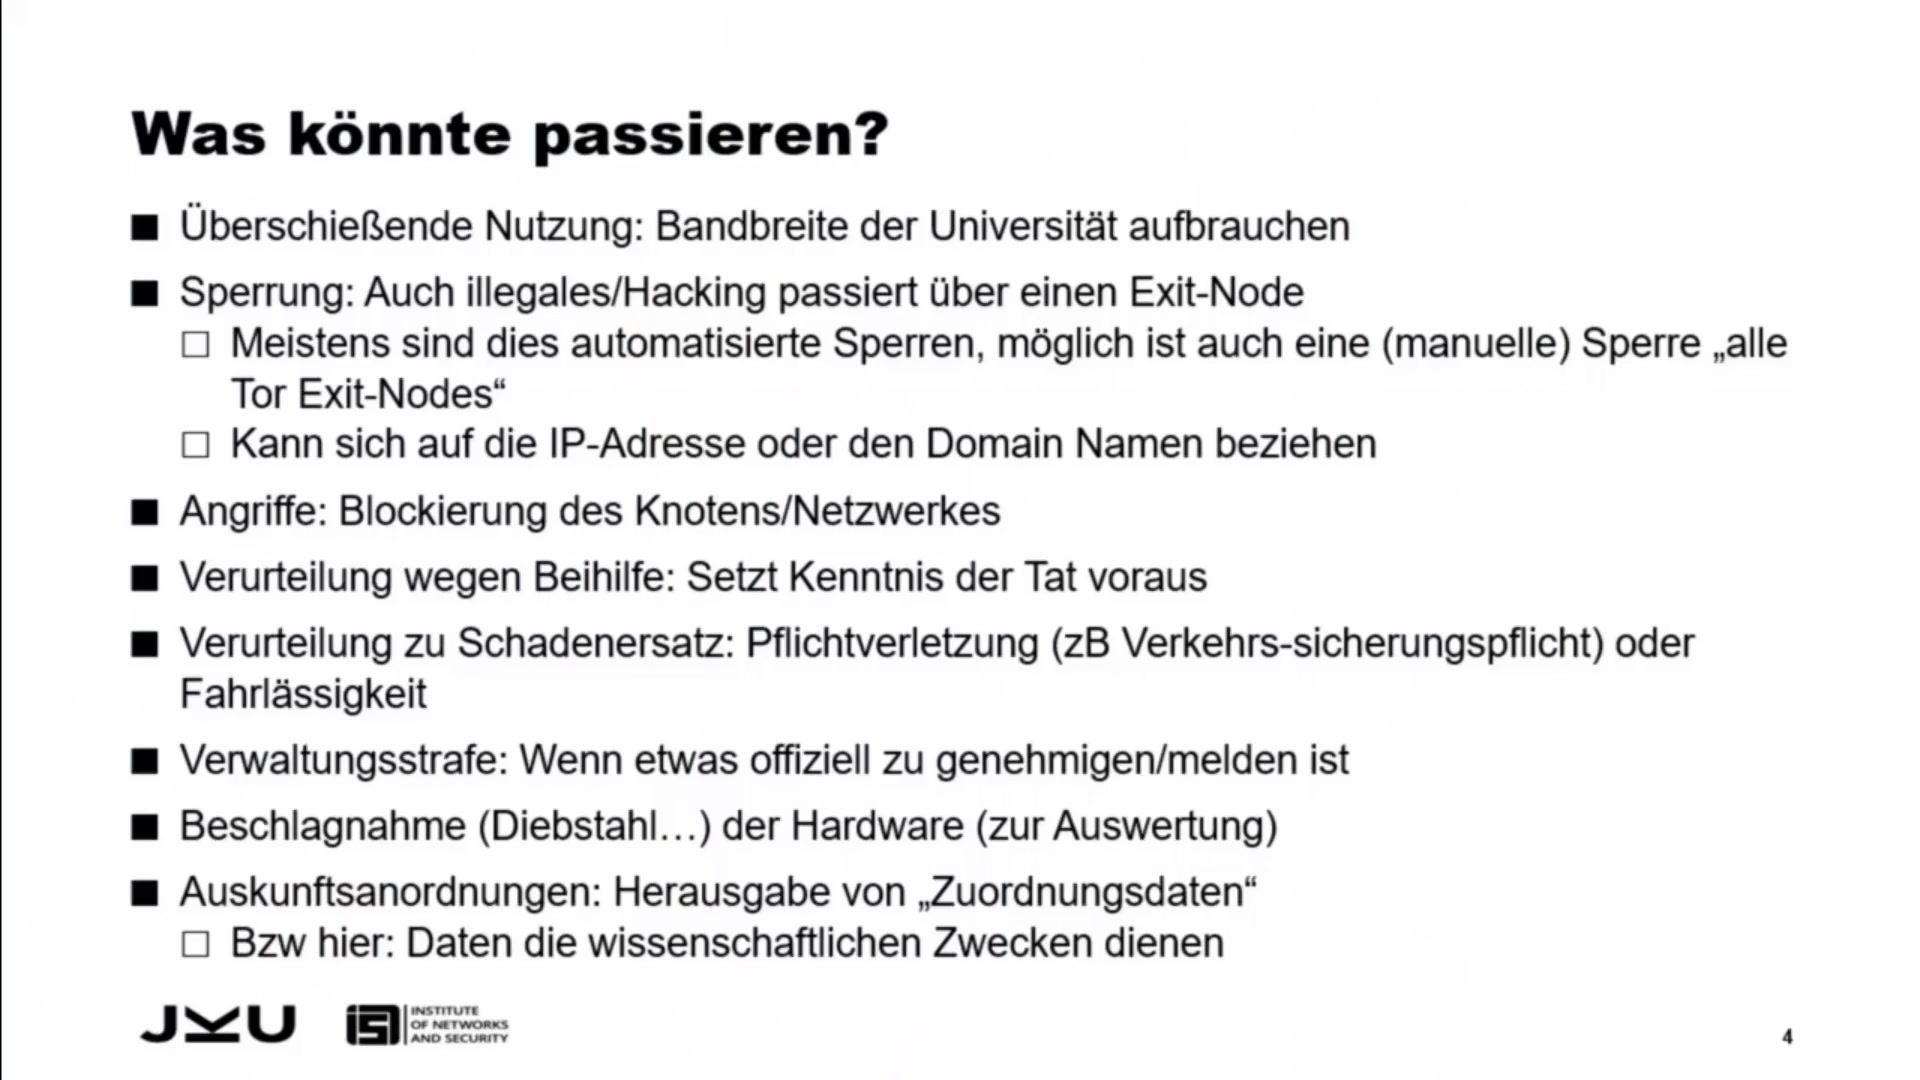 Was könnte passieren?
■ Überschießende Nutzung: Bandbreite der Universität aufbrauchen
■ Sperrung: Auch illegales/Hacking passiert über einen Exit-Node
□ Meistens sind dies automatisierte Sperren, möglich ist auch eine (manuelle) Sperre „alle
Tor Exit-Nodes“
□ Kann sich auf die IP-Adresse oder den Domain Namen beziehen
■ Angriffe: Blockierung des Knotens/Netzwerkes
■ Verurteilung wegen Beihilfe: Setzt Kenntnis der Tat voraus
■ Verurteilung zu Schadenersatz: Pflichtverletzung (zB Verkehrs-sicherungspflicht) oder
Fahrlässigkeit
■ Verwaltungsstrafe: Wenn etwas offiziell zu genehmigen/melden ist
■ Beschlagnahme (Diebstahl…) der Hardware (zur Auswertung)
■ Auskunftsanordnungen: Herausgabe von „Zuordnungsdaten“
□ Bzw hier: Daten die wissenschaftlichen Zwecken dienen
JKU
INSTITUTE
OF NETWORKS
AND SECURITY
4